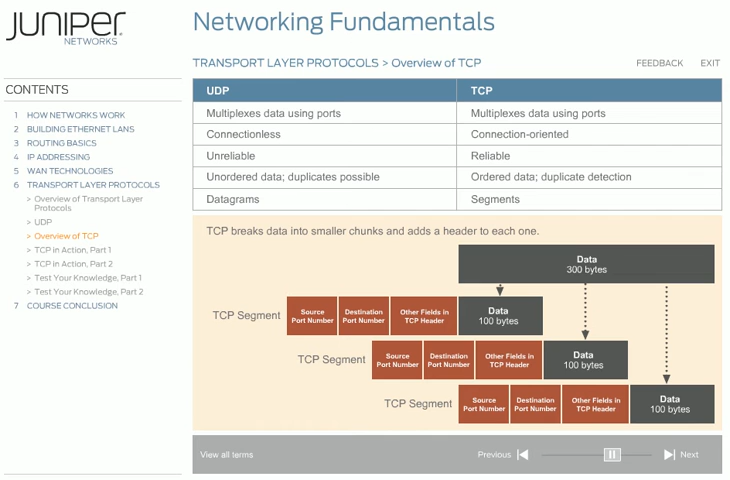 JUNIPER
NETWORKS
Networking Fundamentals
TRANSPORT LAYER PROTOCOLS > Overview of TCP
FEEDBACK EXIT
CONTENTS
1 HOW NETWORKS WORK
2 BUILDING ETHERNET LANS
3 ROUTING BASICS
4 IP ADDRESSING
5 WAN TECHNOLOGIES
6 TRANSPORT LAYER PROTOCOLS
> Overview of Transport Layer
Protocols
> UDP
> Overview of TCP
> TCP in Action, Part 1
> TCP in Action, Part 2
> Test Your Knowledge, Part 1
> Test Your Knowledge, Part 2
7 COURSE CONCLUSION
UDP TCP
Multiplexes data using ports Multiplexes data using ports
Connectionless Connection-oriented
Unreliable Reliable
Unordered data; duplicates possible Ordered data; duplicate detection
Datagrams Segments
TCP breaks data into smaller chunks and adds a header to each one.
Data
300 bytes
TCP Segment
Source
Port Number
Destination
Port Number
Other Fields in
TCP Header
Data
100 bytes
TCP Segment
Source
Port Number
Destination
Port Number
Other Fields in
TCP Header
Data
100 bytes
TCP Segment
Source
Port Number
Destination
Port Number
Other Fields in
TCP Header
Data
100 bytes
View all terms
Previous
Next